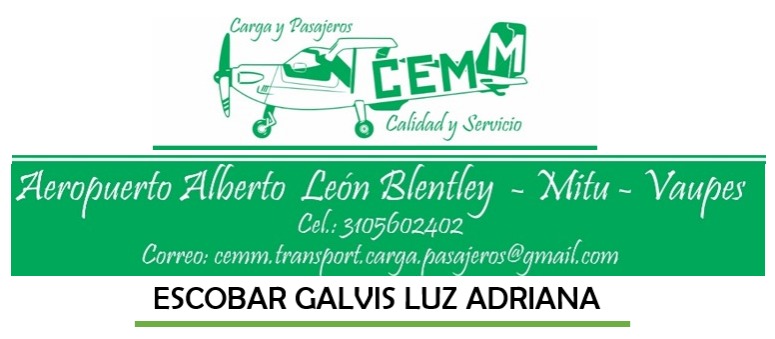 Carga y Pasajeros
CEMM
Calidad y Servicio
Aeropuerto Alberto León Blentley - Mitu - Vaupes
Cel.: 3105602402
Correo: cemm.transport.carga.pasajeros@gmail.com
ESCOBAR GALVIS LUZ ADRIANA